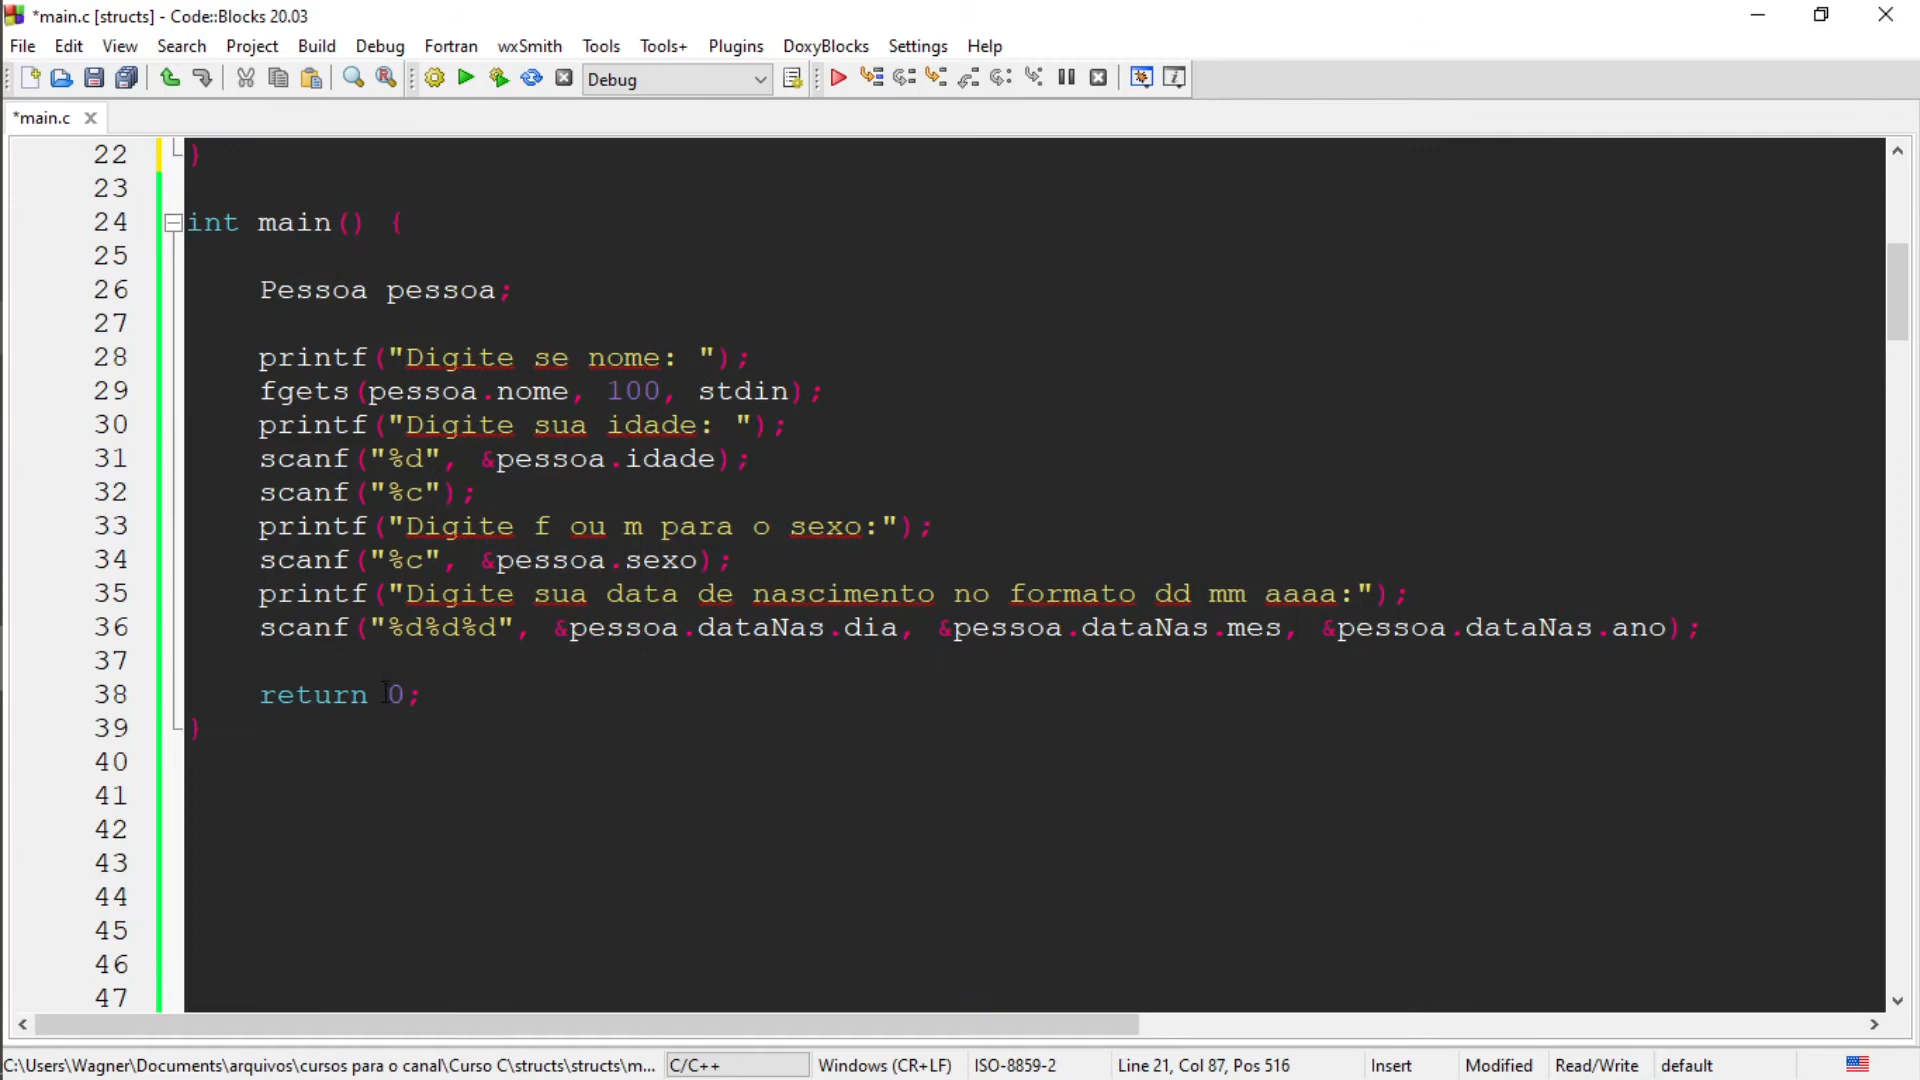 *main.c [structs] - Code::Blocks 20.03
File Edit View Search Project Build Debug Fortran wxSmith Tools Tools+ Plugins DoxyBlocks Settings Help
Debug
*main.c
22 }
23
24 int main() {
25
26 Pessoa pessoa;
27
28 printf("Digite se nome: ");
29 fgets(pessoa.nome, 100, stdin);
30 printf("Digite sua idade: ");
31 scanf("%d", &pessoa.idade);
32 scanf("%c");
33 printf("Digite f ou m para o sexo:");
34 scanf("%c", &pessoa.sexo);
35 printf("Digite sua data de nascimento no formato dd mm aaaa:");
36 scanf("%d%d%d", &pessoa.dataNas.dia, &pessoa.dataNas.mes, &pessoa.dataNas.ano);
37
38 return 0;
39 }
40
41
42
43
44
45
46
47
C:\Users\Wagner\Documents\arquivos\cursos para o canal\Curso C\structs\structs\m... C/C++ Windows (CR+LF) ISO-8859-2 Line 21, Col 87, Pos 516 Insert Modified Read/Write default